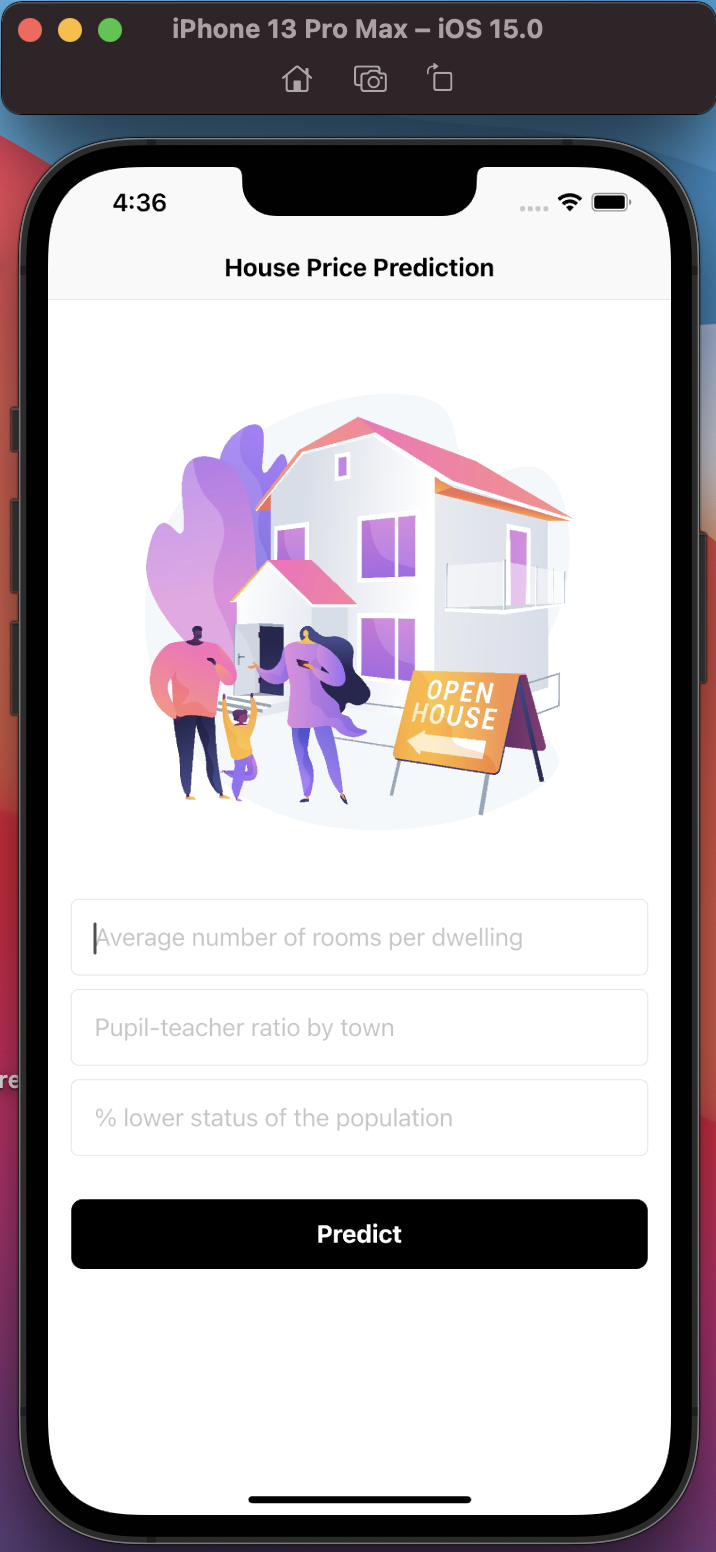 iPhone 13 Pro Max – iOS 15.0
4:36
House Price Prediction
OPEN
HOUSE
Average number of rooms per dwelling
Pupil-teacher ratio by town
% lower status of the population
Predict